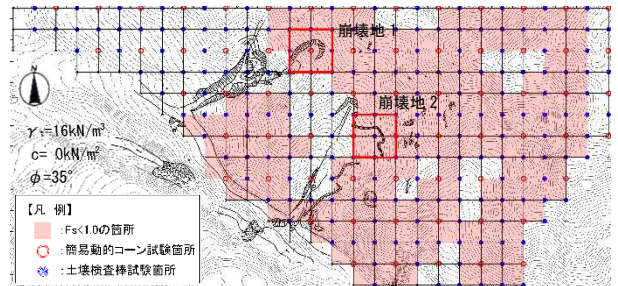 崩壊地 1
N
崩壊地 2
γt=16kN/m³
c= 0kN/m²
φ=35°
【凡 例】
:Fs<1.0の箇所
:簡易動的コーン試験箇所
:土壌検査棒試験箇所